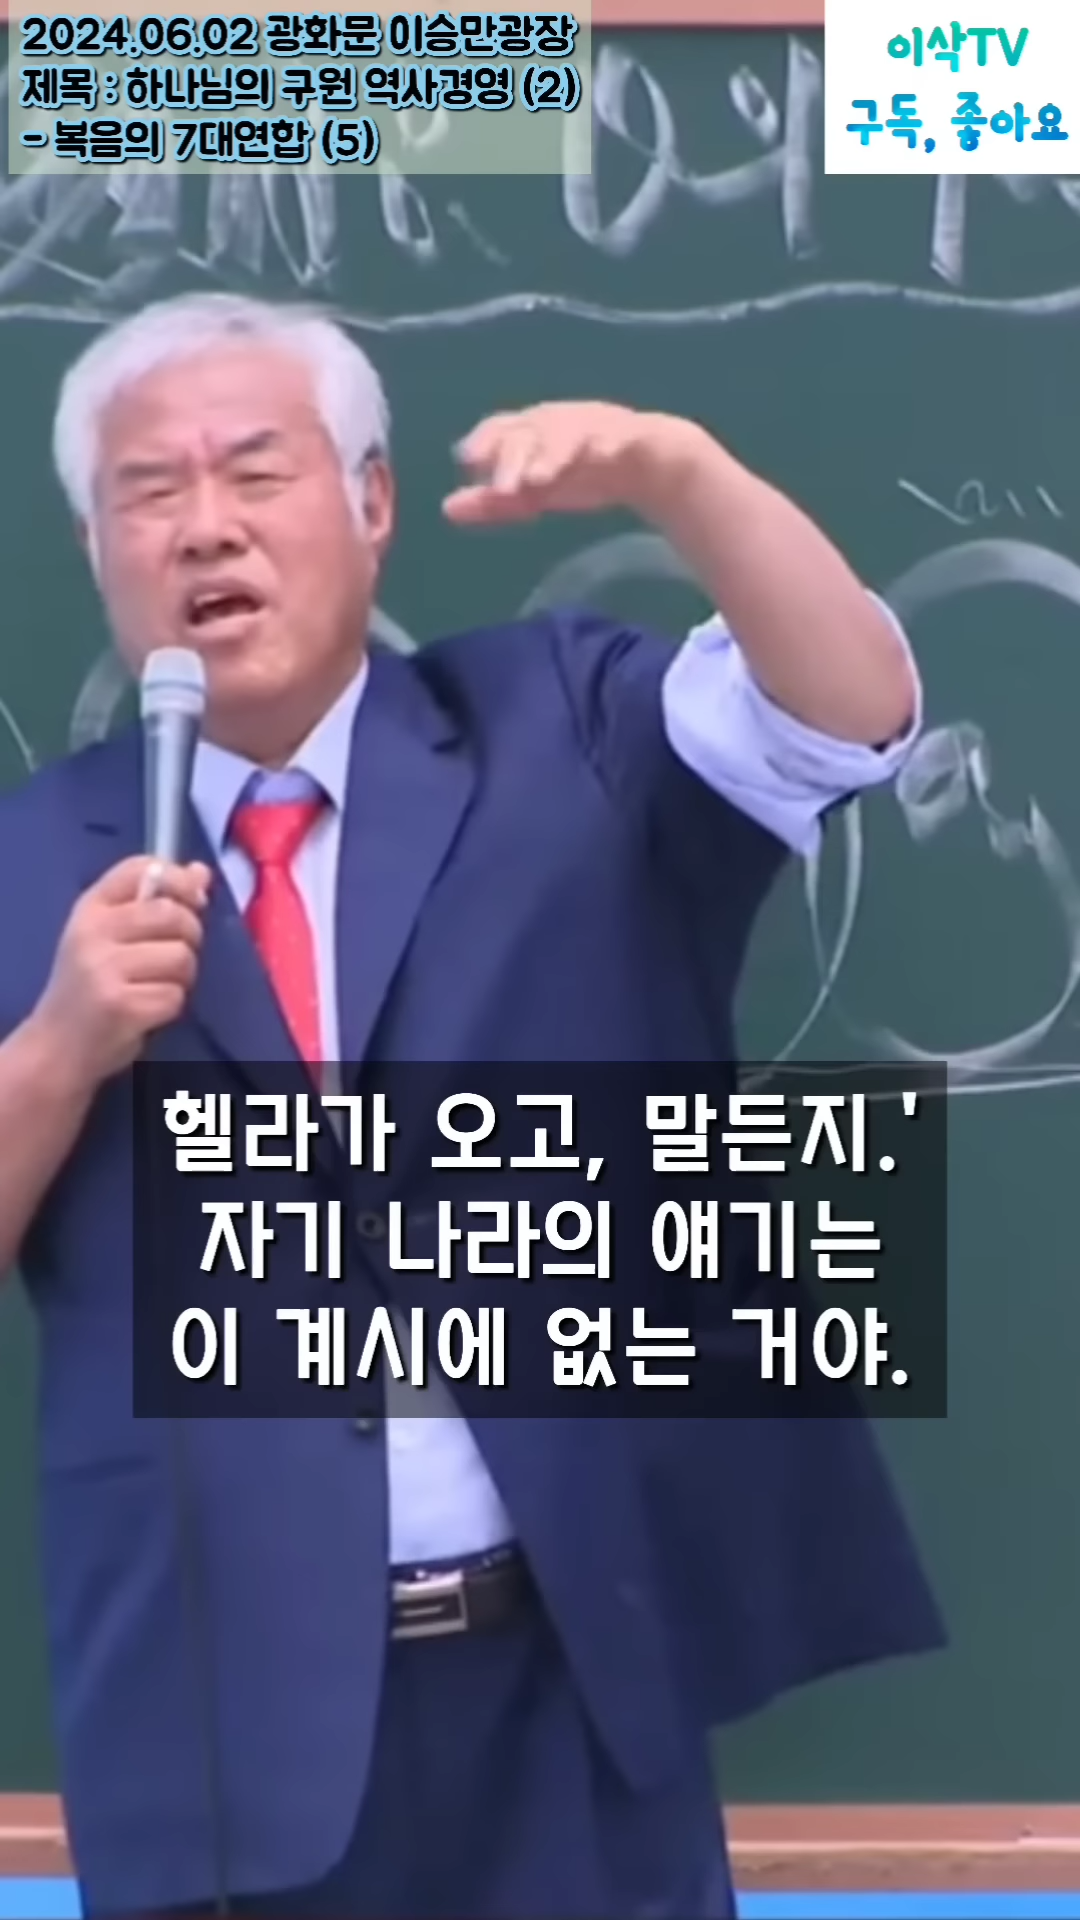 2024.06.02 광화문 이승만광장
제목 : 하나님의 구원 역사경영 (2)
- 복음의 7대연합 (5)
이삭TV
구독, 좋아요
헬라가 오고, 말든지.'
자기 나라의 얘기는
이 계시에 없는 거야.